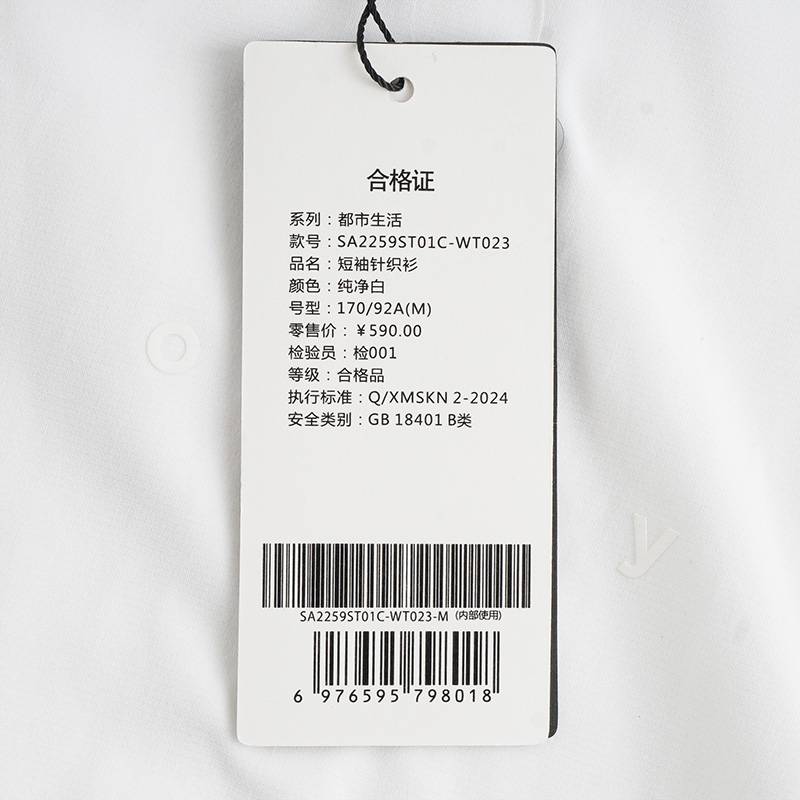 合格证
系列：都市生活
款号：SA2259ST01C-WT023
品名：短袖针织衫
颜色：纯净白
号型：170/92A(M)
零售价：￥590.00
检验员：检001
等级：合格品
执行标准：Q/XMSKN 2-2024
安全类别：GB 18401 B类
o
y
SA2259ST01C-WT023-M (内部使用)
6 976595 798018